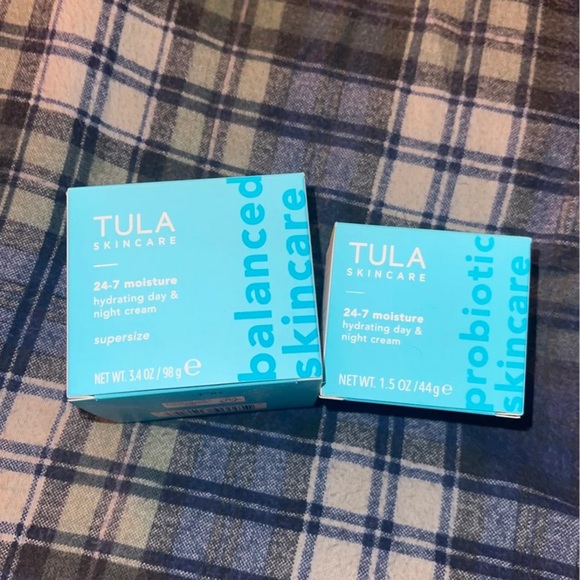 TULA
SKINCARE
24-7 moisture
hydrating day &
night cream
supersize
NET WT. 3.4 OZ / 98 g ℮
balanced
skincare
TULA
SKINCARE
24-7 moisture
hydrating day &
night cream
NET WT. 1.5 OZ / 44 g ℮
probiotic
skincare